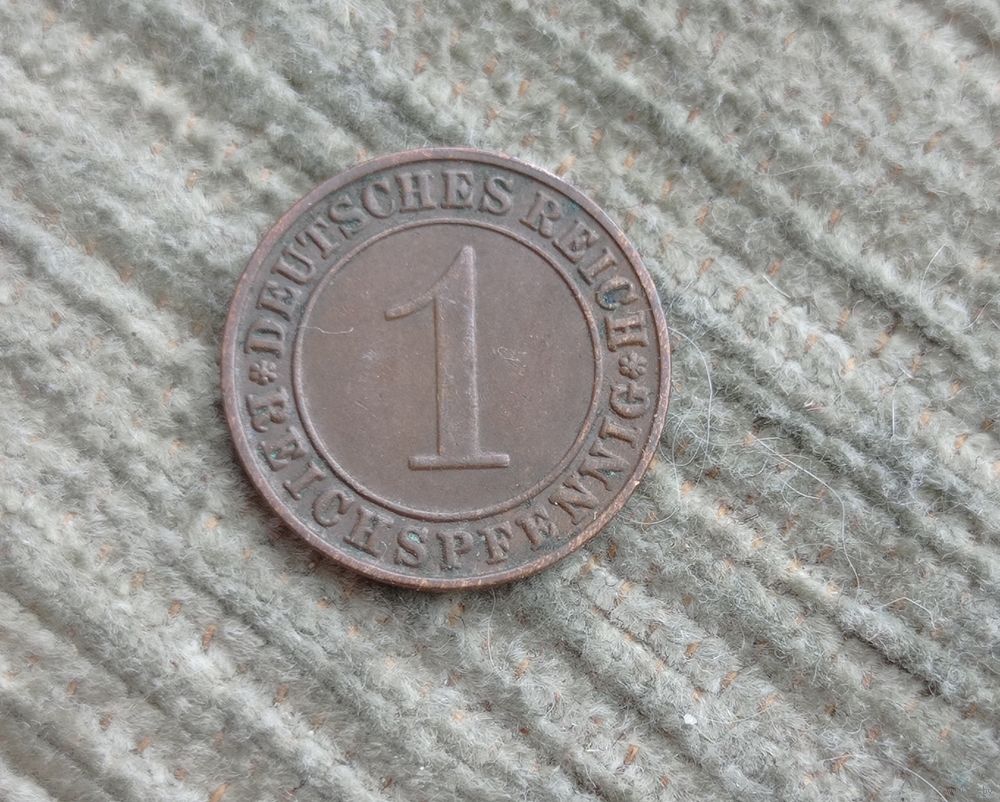 DEUTSCHES REICH
1
* REICHSPFENNIG *